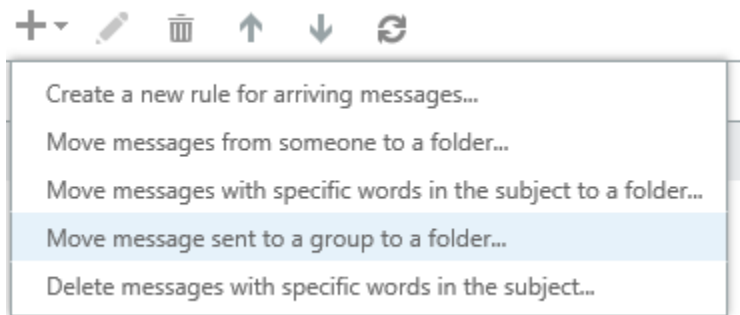 Create a new rule for arriving messages...
Move messages from someone to a folder...
Move messages with specific words in the subject to a folder...
Move message sent to a group to a folder...
Delete messages with specific words in the subject...